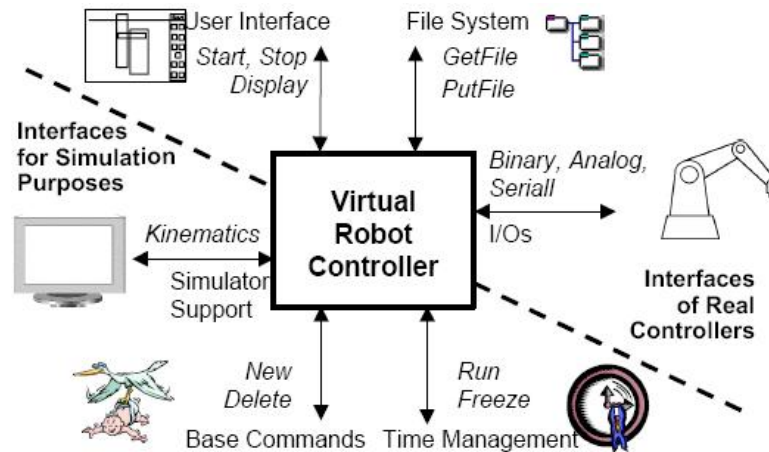 User Interface
Start, Stop
Display
File System
GetFile
PutFile
Interfaces
for Simulation
Purposes
Binary, Analog,
Seriall
I/Os
Virtual
Robot
Controller
Kinematics
Simulator
Support
Interfaces
of Real
Controllers
New
Delete
Base Commands
Run
Freeze
Time Management